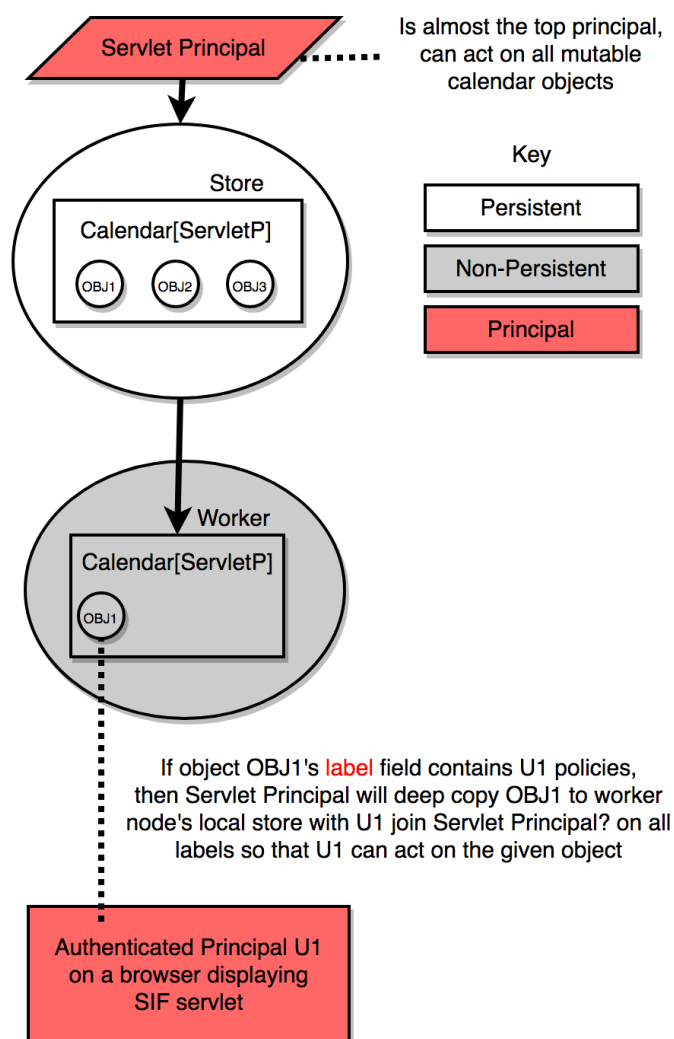 Servlet Principal
Is almost the top principal,
can act on all mutable
calendar objects
Key
Persistent
Non-Persistent
Principal
Store
Calendar[ServletP]
OBJ1 OBJ2 OBJ3
Worker
Calendar[ServletP]
OBJ1
If object OBJ1's label field contains U1 policies,
then Servlet Principal will deep copy OBJ1 to worker
node's local store with U1 join Servlet Principal? on all
labels so that U1 can act on the given object
Authenticated Principal U1
on a browser displaying
SIF servlet